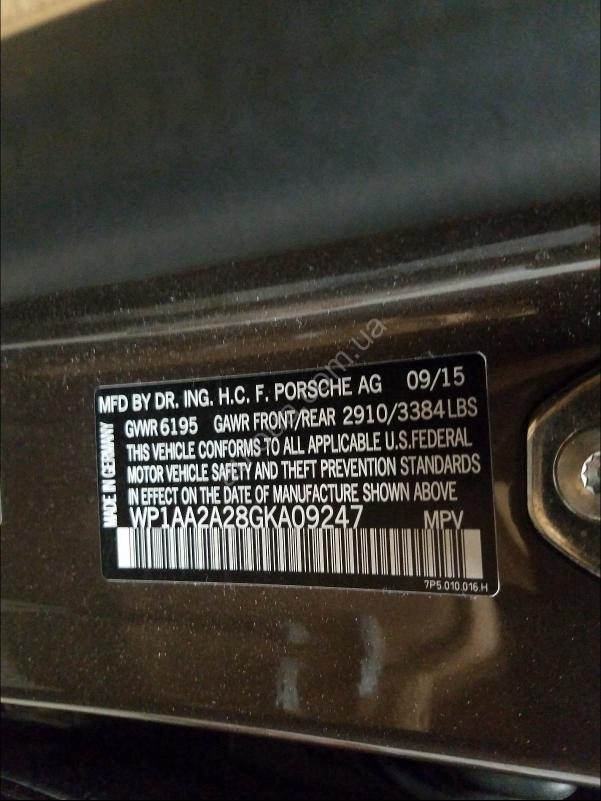 MFD BY DR. ING. H.C. F. PORSCHE AG 09/15
GVWR 6195 GAWR FRONT/REAR 2910/3384 LBS
THIS VEHICLE CONFORMS TO ALL APPLICABLE U.S.FEDERAL
MOTOR VEHICLE SAFETY AND THEFT PREVENTION STANDARDS
IN EFFECT ON THE DATE OF MANUFACTURE SHOWN ABOVE
WP1AA2A28GKA09247 MPV
7P5.010.016.H
MADE IN GERMANY